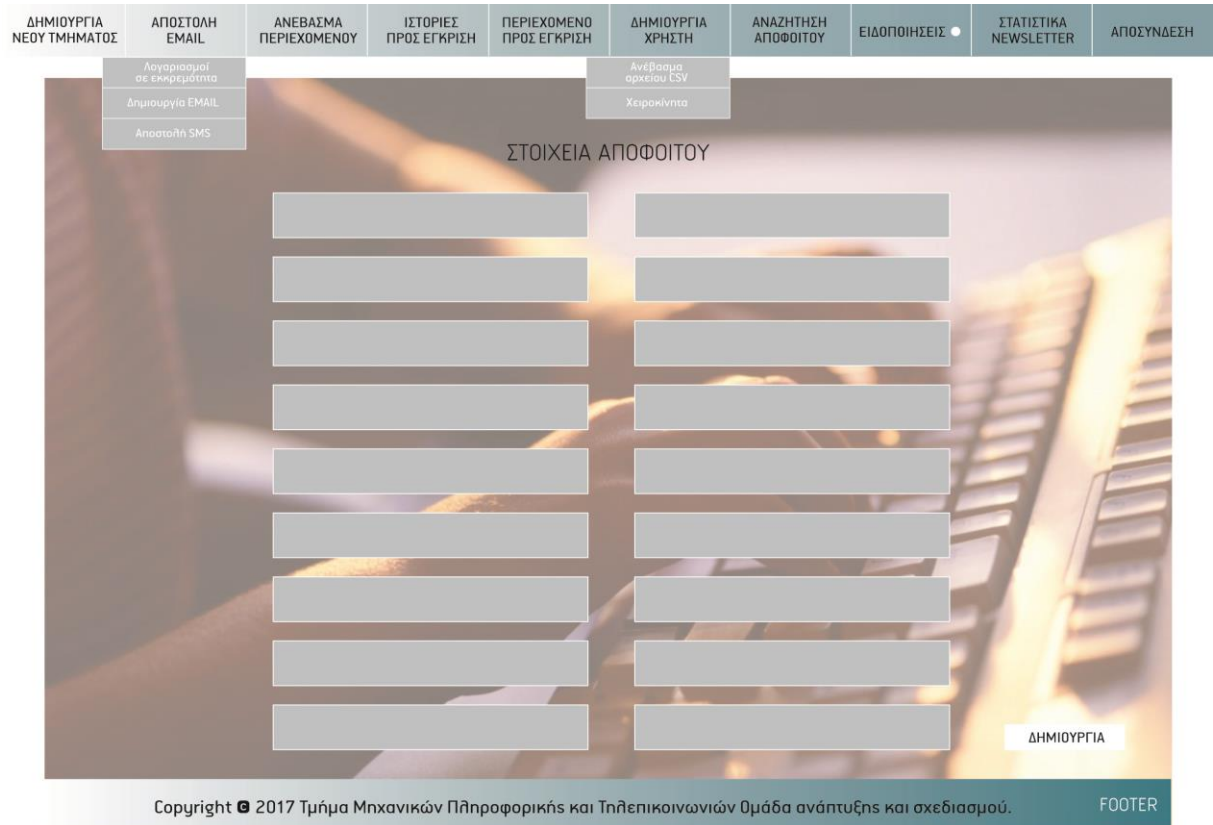 ΔΗΜΙΟΥΡΓΙΑ
ΝΕΟΥ ΤΜΗΜΑΤΟΣ
ΑΠΟΣΤΟΛΗ
EMAIL
ΑΝΕΒΑΣΜΑ
ΠΕΡΙΕΧΟΜΕΝΟΥ
ΙΣΤΟΡΙΕΣ
ΠΡΟΣ ΕΓΚΡΙΣΗ
ΠΕΡΙΕΧΟΜΕΝΟ
ΠΡΟΣ ΕΓΚΡΙΣΗ
ΔΗΜΙΟΥΡΓΙΑ
ΧΡΗΣΤΗ
ΑΝΑΖΗΤΗΣΗ
ΑΠΟΦΟΙΤΟΥ
ΕΙΔΟΠΟΙΗΣΕΙΣ
ΣΤΑΤΙΣΤΙΚΑ
NEWSLETTER
ΑΠΟΣΥΝΔΕΣΗ
Λογαριασμοί
σε εκκρεμότητα
Δημιουργία EMAIL
Αποστολή SMS
Ανέβασμα
αρχείου CSV
Χειροκίνητα
ΣΤΟΙΧΕΙΑ ΑΠΟΦΟΙΤΟΥ
ΔΗΜΙΟΥΡΓΙΑ
Copyright © 2017 Τμήμα Μηχανικών Πληροφορικής και Τηλεπικοινωνιών Ομάδα ανάπτυξης και σχεδιασμού.
FOOTER